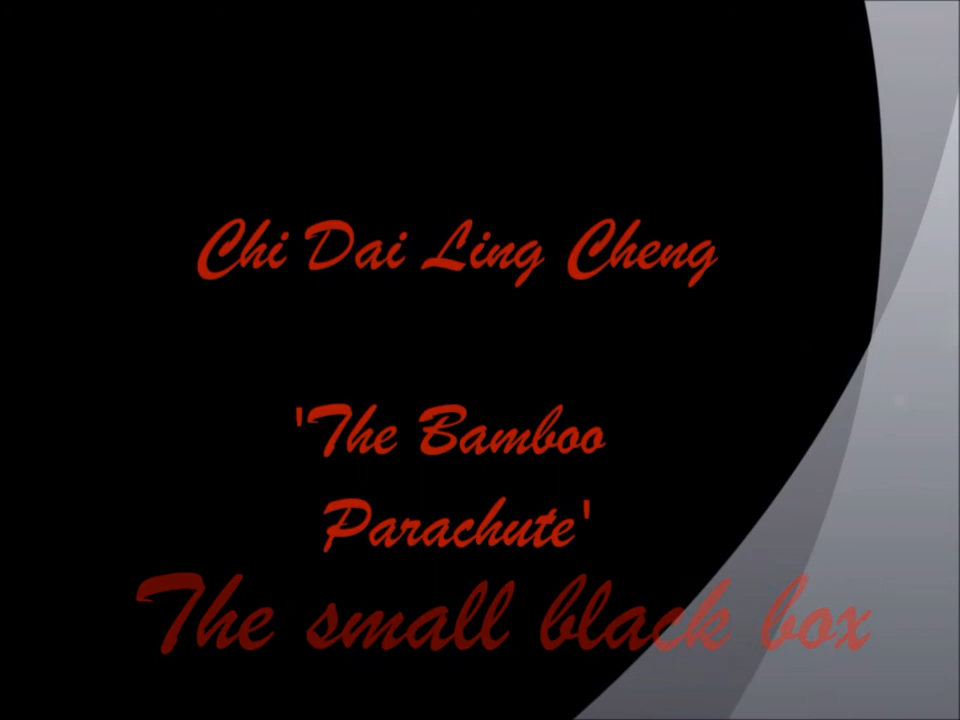 Chi Dai Ling Cheng
'The Bamboo
Parachute'
The small black box